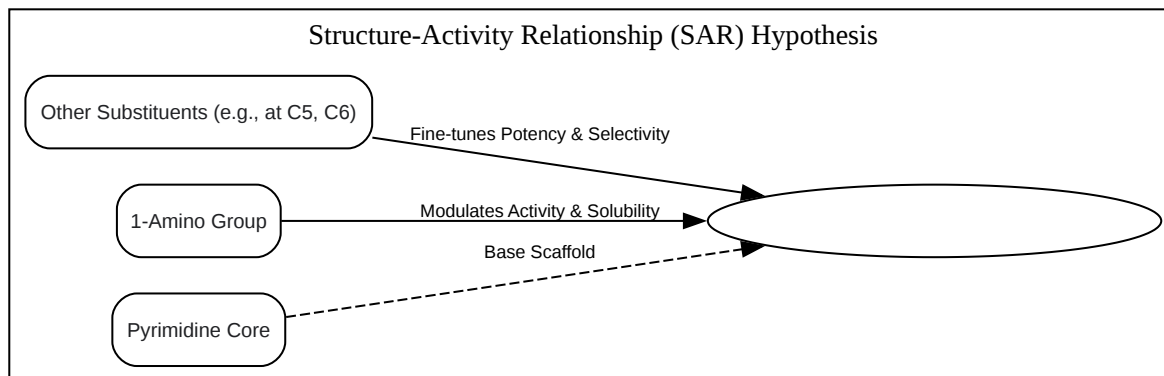 Structure-Activity Relationship (SAR) Hypothesis
Other Substituents (e.g., at C5, C6)
Fine-tunes Potency & Selectivity
1-Amino Group
Modulates Activity & Solubility
Base Scaffold
Pyrimidine Core